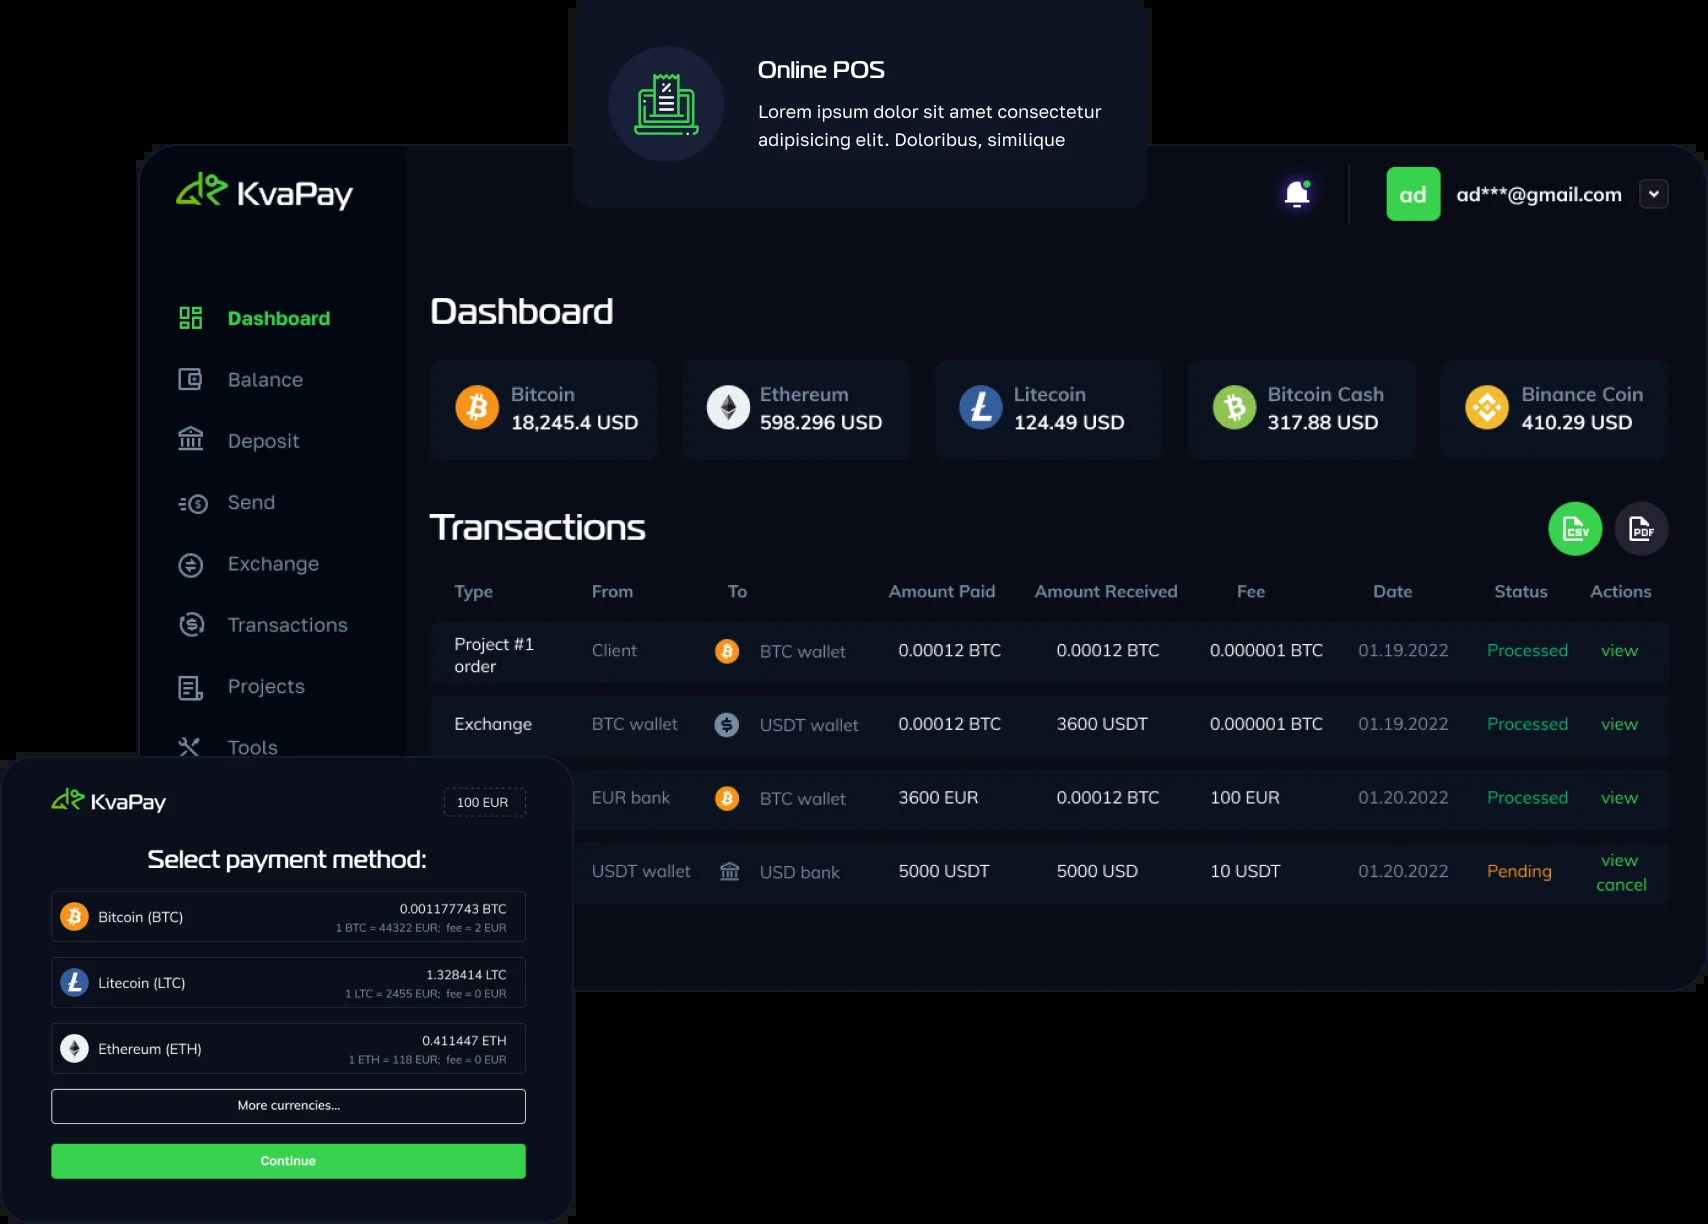 Online POS
Lorem ipsum dolor sit amet consectetur
adipisicing elit. Doloribus, similique
KvaPay
ad
ad***@gmail.com
Dashboard
Balance
Deposit
Send
Exchange
Transactions
Projects
Tools
Dashboard
Bitcoin
18,245.4 USD
Ethereum
598.296 USD
Litecoin
124.49 USD
Bitcoin Cash
317.88 USD
Binance Coin
410.29 USD
Transactions
CSV
PDF
Type From To Amount Paid Amount Received Fee Date Status Actions
Project #1
order
Client BTC wallet 0.00012 BTC 0.00012 BTC 0.000001 BTC 01.19.2022 Processed view
Exchange BTC wallet USDT wallet 0.00012 BTC 3600 USDT 0.000001 BTC 01.19.2022 Processed view
EUR bank BTC wallet 3600 EUR 0.00012 BTC 100 EUR 01.20.2022 Processed view
USDT wallet USD bank 5000 USDT 5000 USD 10 USDT 01.20.2022 Pending view
cancel
KvaPay
100 EUR
Select payment method:
Bitcoin (BTC)
0.001177743 BTC
1 BTC = 44322 EUR; fee = 2 EUR
Litecoin (LTC)
1.328414 LTC
1 LTC = 2455 EUR; fee = 0 EUR
Ethereum (ETH)
0.411447 ETH
1 ETH = 118 EUR; fee = 0 EUR
More currencies...
Continue